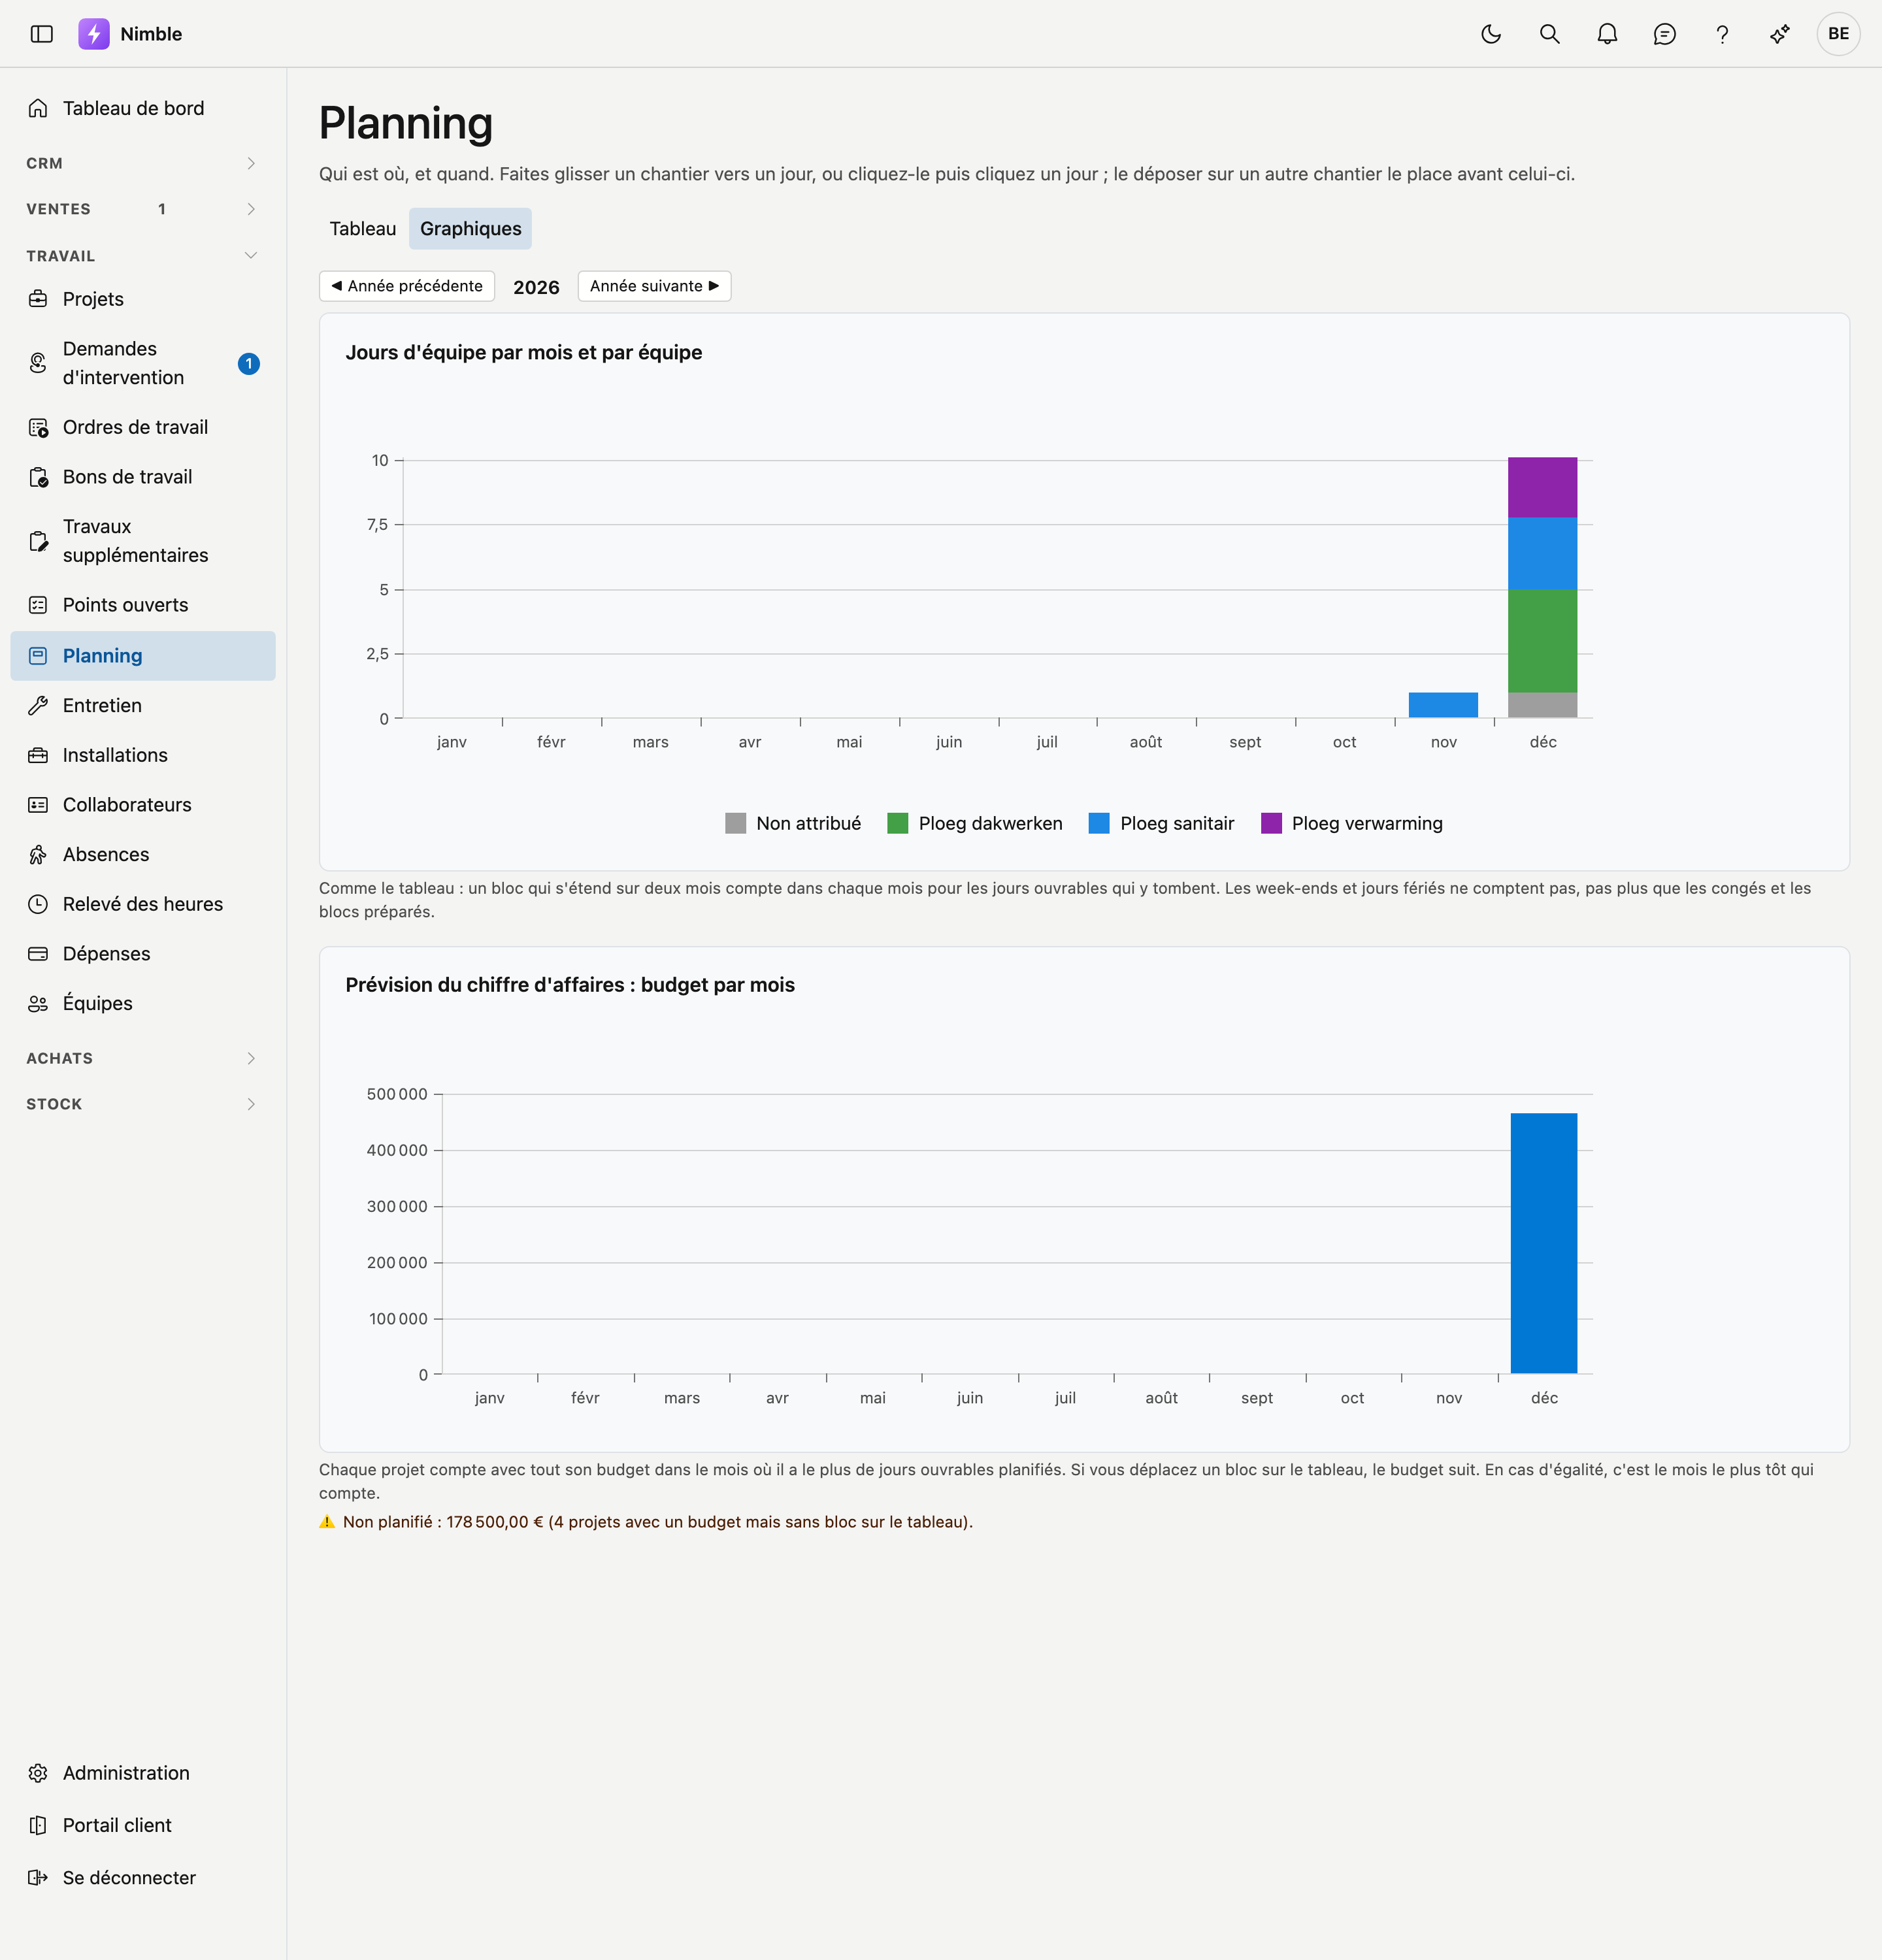 Nimble
BE
Tableau de bord
CRM
VENTES 1
TRAVAIL
Projets
Demandes
d'intervention
1
Ordres de travail
Bons de travail
Travaux
supplémentaires
Points ouverts
Planning
Entretien
Installations
Collaborateurs
Absences
Relevé des heures
Dépenses
Équipes
ACHATS
STOCK
Administration
Portail client
Se déconnecter
Planning
Qui est où, et quand. Faites glisser un chantier vers un jour, ou cliquez-le puis cliquez un jour ; le déposer sur un autre chantier le place avant celui-ci.
Tableau Graphiques
◀ Année précédente 2026 Année suivante ▶
Jours d'équipe par mois et par équipe
10
7,5
5
2,5
0
janv févr mars avr mai juin juil août sept oct nov déc
Non attribué Ploeg dakwerken Ploeg sanitair Ploeg verwarming
Comme le tableau : un bloc qui s'étend sur deux mois compte dans chaque mois pour les jours ouvrables qui y tombent. Les week-ends et jours fériés ne comptent pas, pas plus que les congés et les
blocs préparés.
Prévision du chiffre d'affaires : budget par mois
500 000
400 000
300 000
200 000
100 000
0
janv févr mars avr mai juin juil août sept oct nov déc
Chaque projet compte avec tout son budget dans le mois où il a le plus de jours ouvrables planifiés. Si vous déplacez un bloc sur le tableau, le budget suit. En cas d'égalité, c'est le mois le plus tôt qui
compte.
⚠ Non planifié : 178 500,00 € (4 projets avec un budget mais sans bloc sur le tableau).